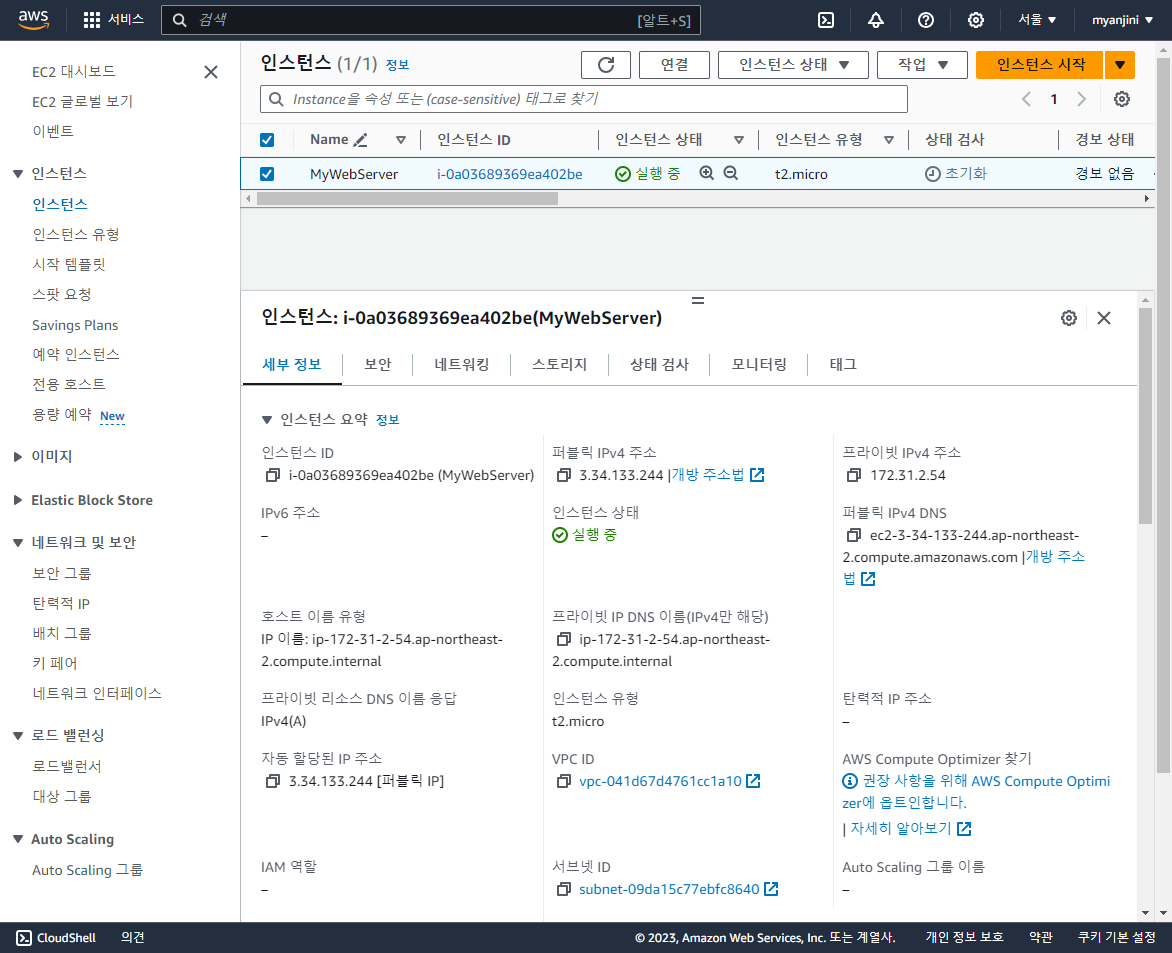 aws 서비스 검색 [알트+S] 서울 ▼ myanjini ▼
EC2 대시보드
EC2 글로벌 보기
이벤트
인스턴스
인스턴스
인스턴스 유형
시작 템플릿
스팟 요청
Savings Plans
예약 인스턴스
전용 호스트
용량 예약 New
이미지
Elastic Block Store
네트워크 및 보안
보안 그룹
탄력적 IP
배치 그룹
키 페어
네트워크 인터페이스
로드 밸런싱
로드밸런서
대상 그룹
Auto Scaling
Auto Scaling 그룹
인스턴스 (1/1) 정보 연결 인스턴스 상태 ▼ 작업 ▼ 인스턴스 시작 ▼
Instance을 속성 또는 (case-sensitive) 태그로 찾기 1
Name 인스턴스 ID 인스턴스 상태 인스턴스 유형 상태 검사 경보 상태
MyWebServer i-0a03689369ea402be 실행 중 t2.micro 초기화 경보 없음
인스턴스: i-0a03689369ea402be(MyWebServer)
세부 정보 보안 네트워킹 스토리지 상태 검사 모니터링 태그
▼ 인스턴스 요약 정보
인스턴스 ID
i-0a03689369ea402be (MyWebServer)
퍼블릭 IPv4 주소
3.34.133.244 |개방 주소법
프라이빗 IPv4 주소
172.31.2.54
IPv6 주소
–
인스턴스 상태
실행 중
퍼블릭 IPv4 DNS
ec2-3-34-133-244.ap-northeast-
2.compute.amazonaws.com |개방 주소
법
호스트 이름 유형
IP 이름: ip-172-31-2-54.ap-northeast-
2.compute.internal
프라이빗 IP DNS 이름(IPv4만 해당)
ip-172-31-2-54.ap-northeast-
2.compute.internal
프라이빗 리소스 DNS 이름 응답
IPv4(A)
인스턴스 유형
t2.micro
탄력적 IP 주소
–
자동 할당된 IP 주소
3.34.133.244 [퍼블릭 IP]
VPC ID
vpc-041d67d4761cc1a10
AWS Compute Optimizer 찾기
권장 사항을 위해 AWS Compute Optimi
zer에 옵트인합니다.
| 자세히 알아보기
IAM 역할
–
서브넷 ID
subnet-09da15c77ebfc8640
Auto Scaling 그룹 이름
–
CloudShell 의견 © 2023, Amazon Web Services, Inc. 또는 계열사. 개인 정보 보호 약관 쿠키 기본 설정